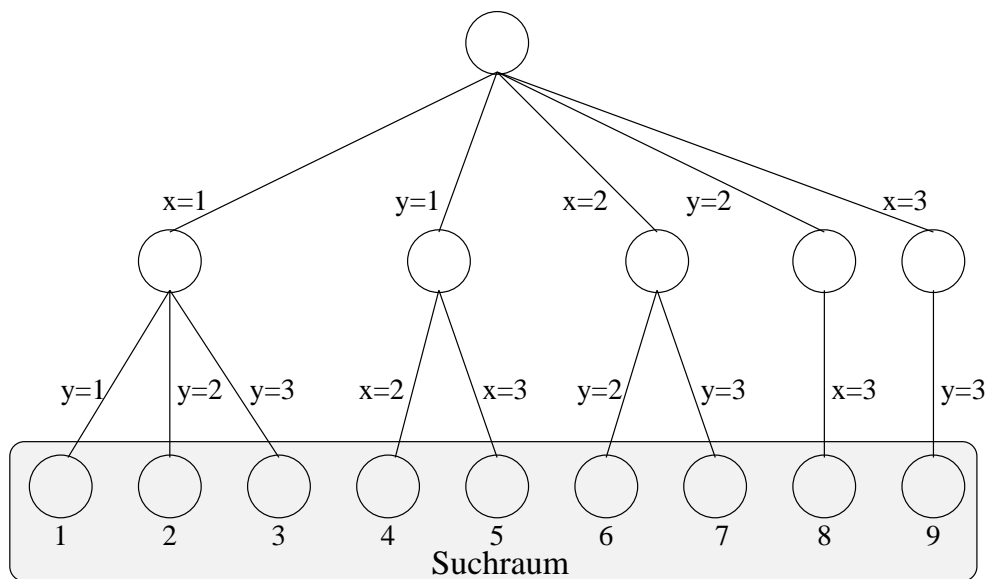 x=1 y=1 x=2 y=2 x=3
y=1 y=2 y=3 x=2 x=3 y=2 y=3 x=3 y=3
1 2 3 4 5 6 7 8 9
Suchraum